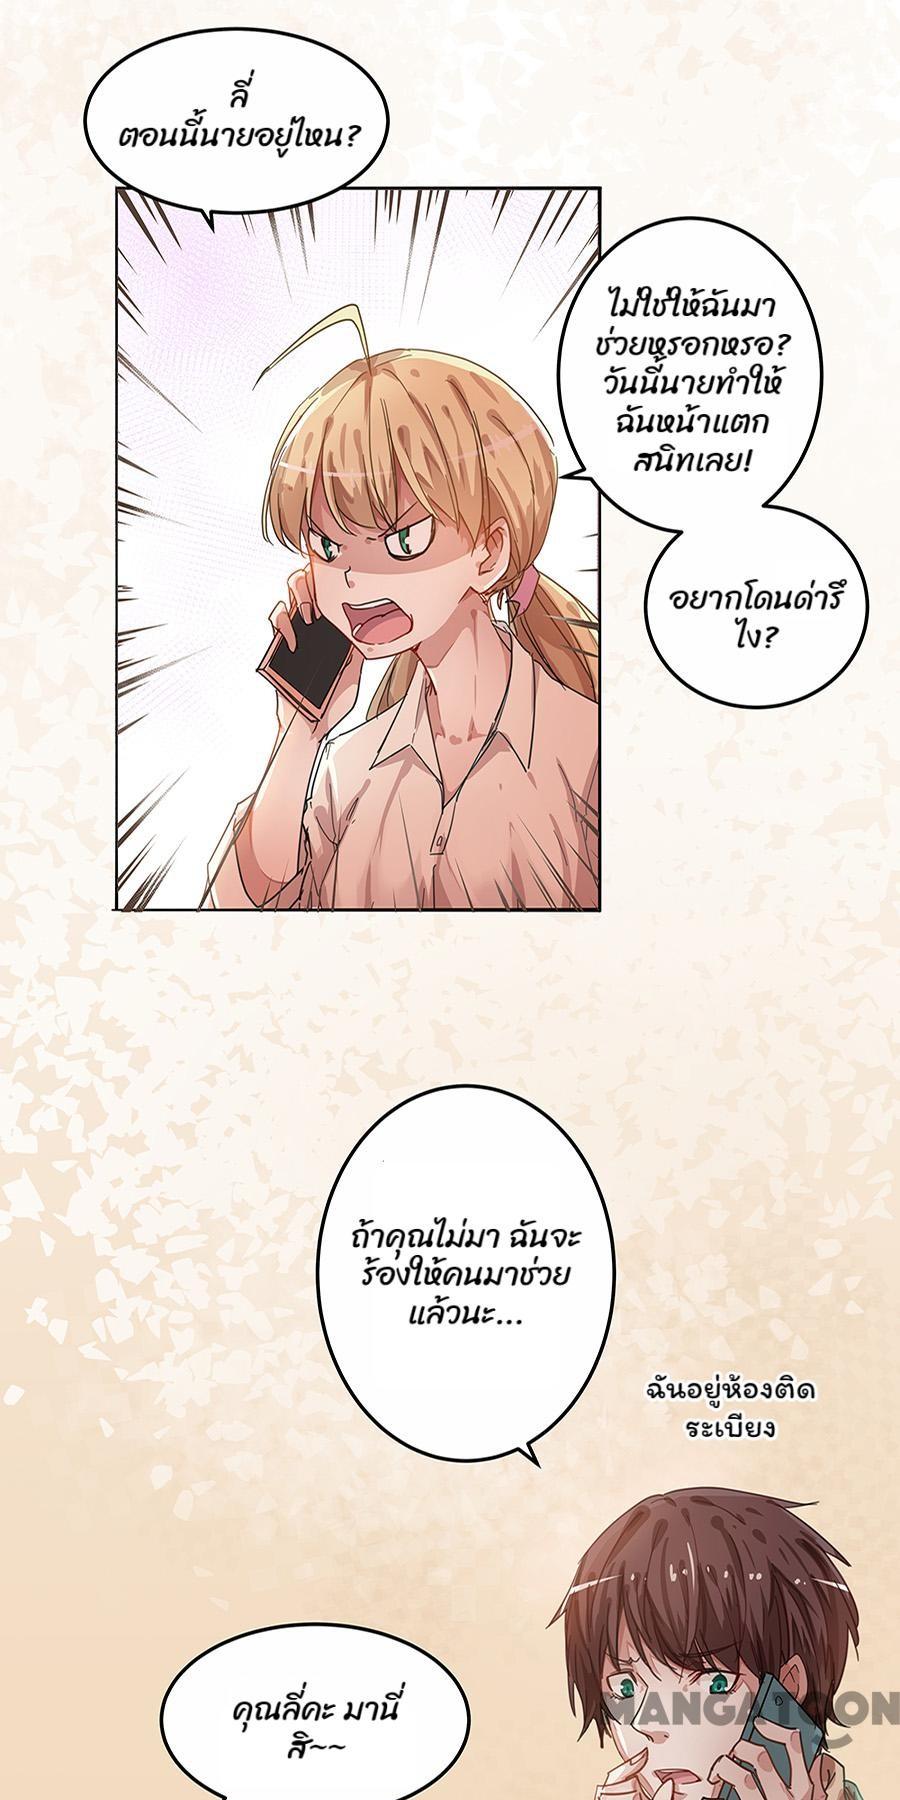 ลี่
ตอนนี้นายอยู่ไหน?
ไม่ใช่ให้ฉันมา
ช่วยหรอกหรอ?
วันนี้นายทำให้
ฉันหน้าแตก
สนิทเลย!
อยากโดนด่ารึ
ไง?
ถ้าคุณไม่มา ฉันจะ
ร้องให้คนมาช่วย
แล้วนะ...
ฉันอยู่ห้องติด
ระเบียง
คุณลี่คะ มานี่
สิ~~
MANGATOON